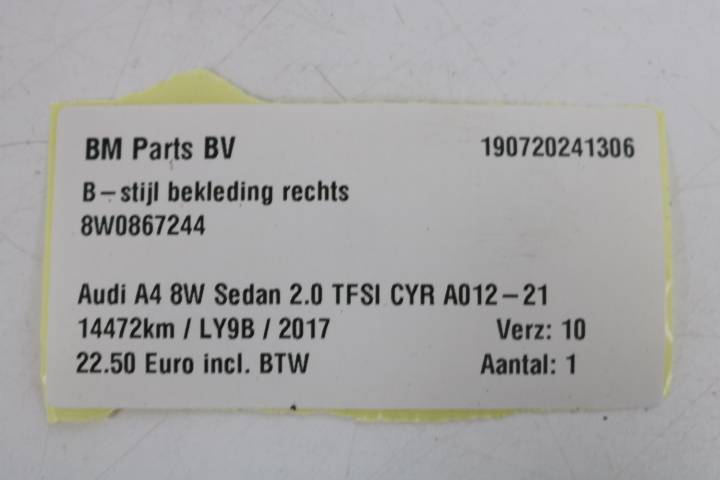 BM Parts BV 190720241306
B-stijl bekleding rechts
8W0867244
Audi A4 8W Sedan 2.0 TFSI CYR A012-21
14472km / LY9B / 2017 Verz: 10
22.50 Euro incl. BTW Aantal: 1